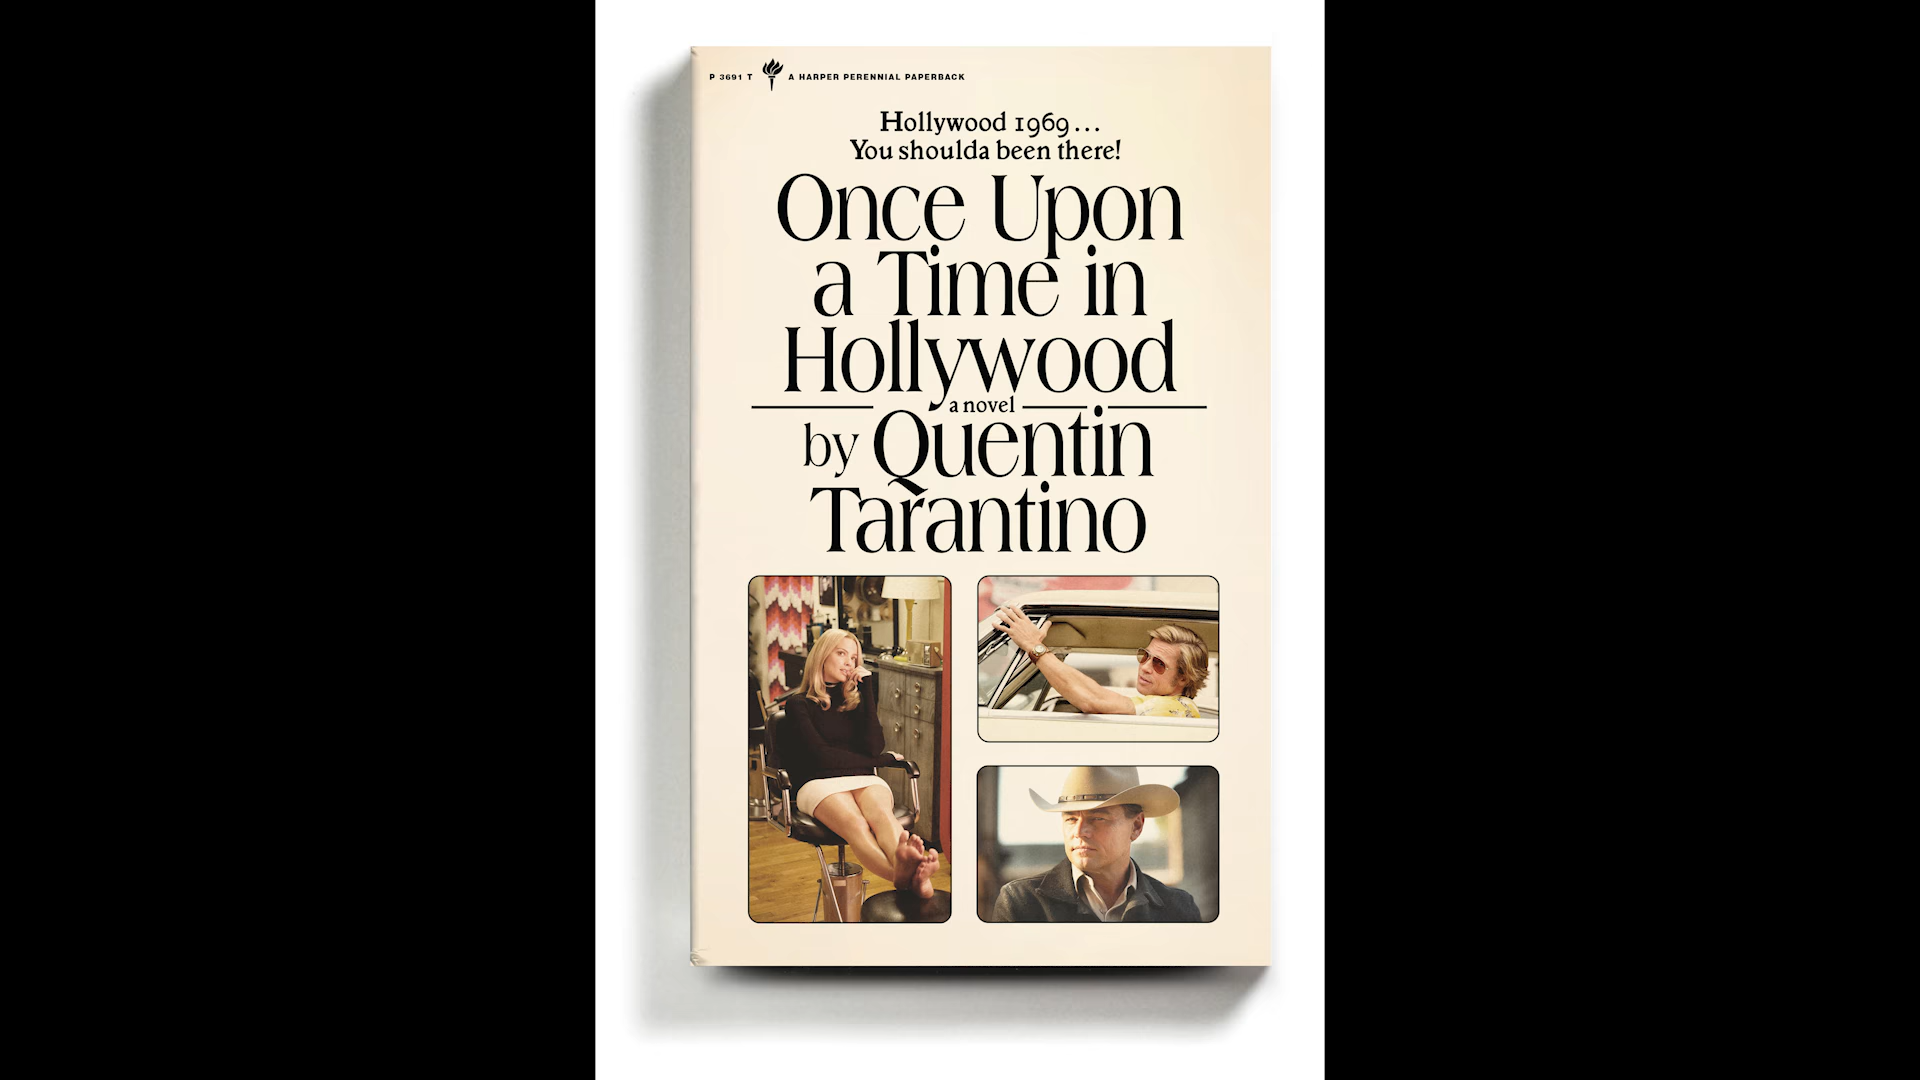 P 3691 T A HARPER PERENNIAL PAPERBACK
Hollywood 1969...
You shoulda been there!
Once Upon
a Time in
Hollywood
a novel
by Quentin
Tarantino